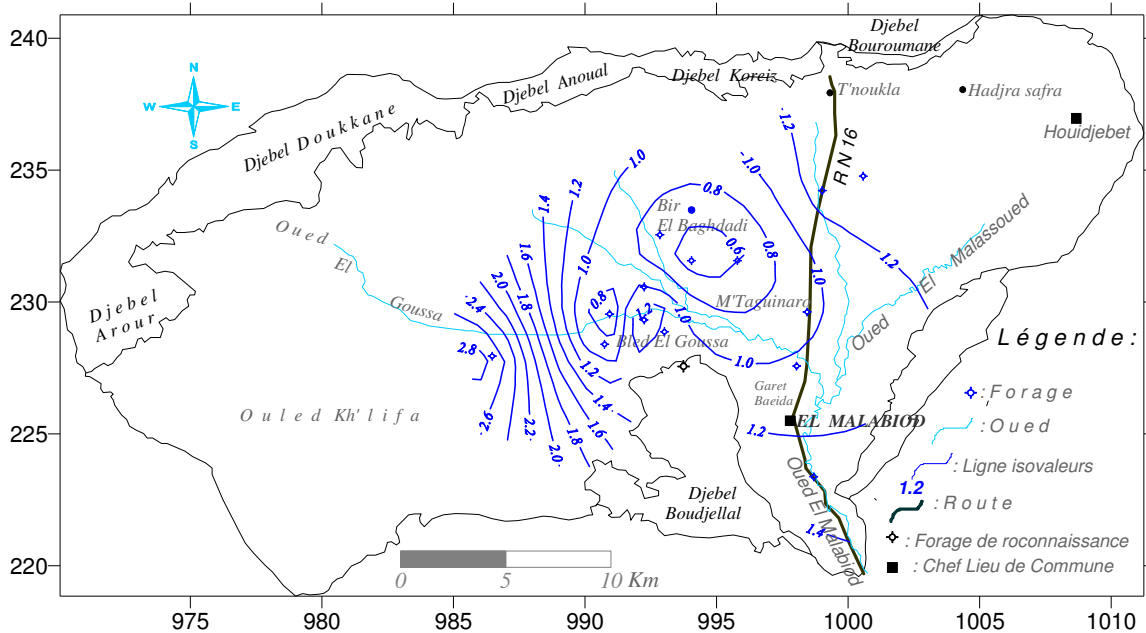 240
235
230
225
220
975
980
985
990
995
1000
1005
1010
N
W
E
S
Djebel
Bouroumane
Djebel Koreiz
Djebel Anoual
Djebel Doukkane
Djebel
Arour
T'noukla
Hadjra safra
Houidjebet
RN 16
Bir
El Baghdadi
Oued
El
Goussa
M'Taguinaro
Bled El Goussa
Oued El Malassoued
Ouled Kh'lifa
Garet
Baeida
EL MALABIOD
Oued El Malabiod
Djebel
Boudjellal
2.8
2.4
2.0
1.8
1.6
1.4
1.2
1.0
1.0
0.8
1.2
1.0
0.8
0.6
0.8
1.0
1.2
1.0
1.2
1.0
1.2
1.4
1.6
1.8
2.0
2.2
2.6
1.2
1.4
0
5
10 Km
Légende:
: Forage
: Oued
: Ligne isovaleurs
1.2
: Route
: Forage de roconnaissance
: Chef Lieu de Commune